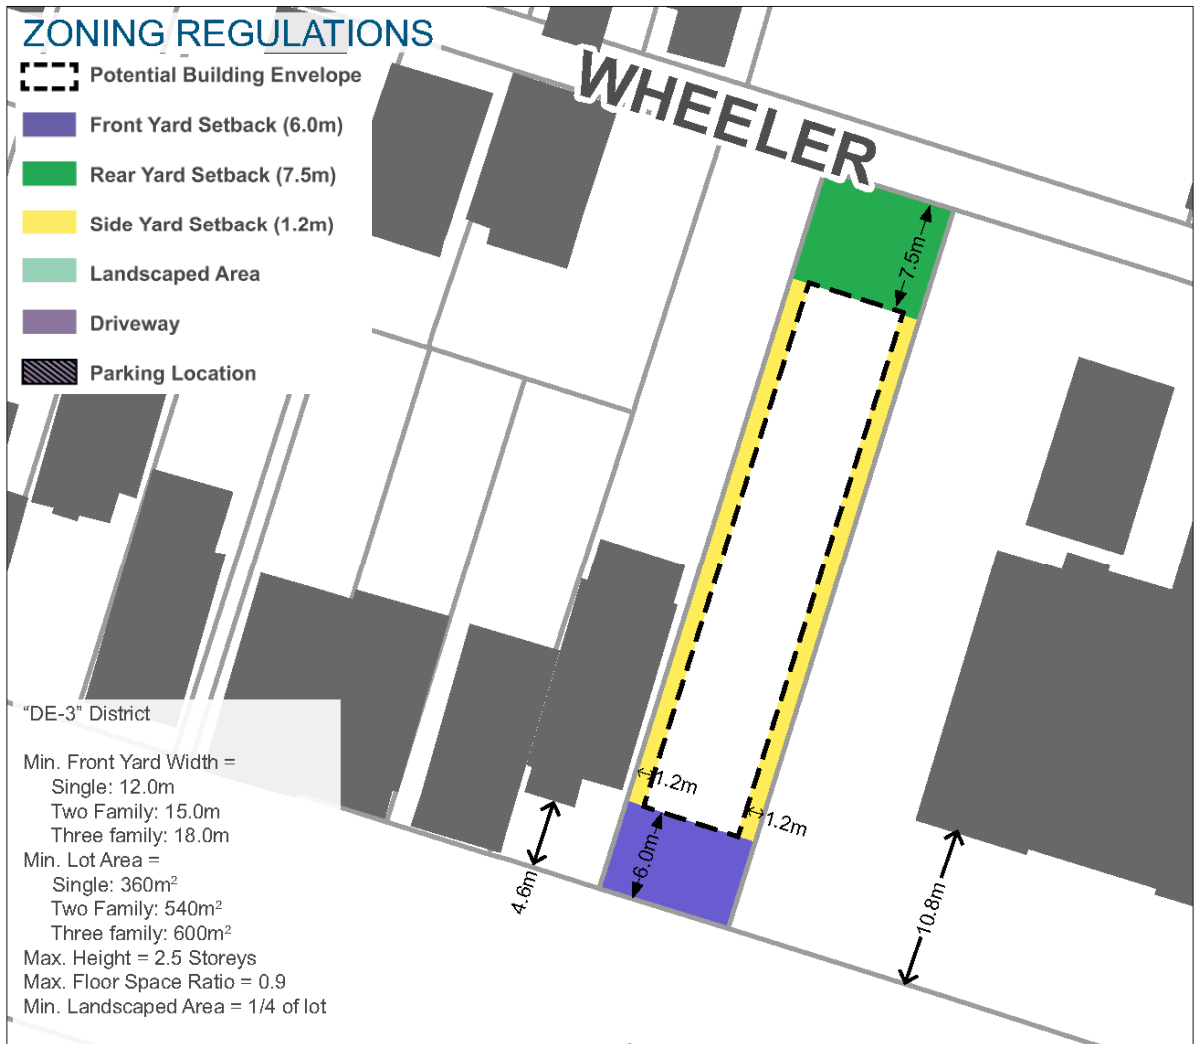 ZONING REGULATIONS
Potential Building Envelope
Front Yard Setback (6.0m)
Rear Yard Setback (7.5m)
Side Yard Setback (1.2m)
Landscaped Area
Driveway
Parking Location
WHEELER
7.5m
1.2m
1.2m
6.0m
4.6m
10.8m
“DE-3” District
Min. Front Yard Width =
Single: 12.0m
Two Family: 15.0m
Three family: 18.0m
Min. Lot Area =
Single: 360m²
Two Family: 540m²
Three family: 600m²
Max. Height = 2.5 Storeys
Max. Floor Space Ratio = 0.9
Min. Landscaped Area = 1/4 of lot